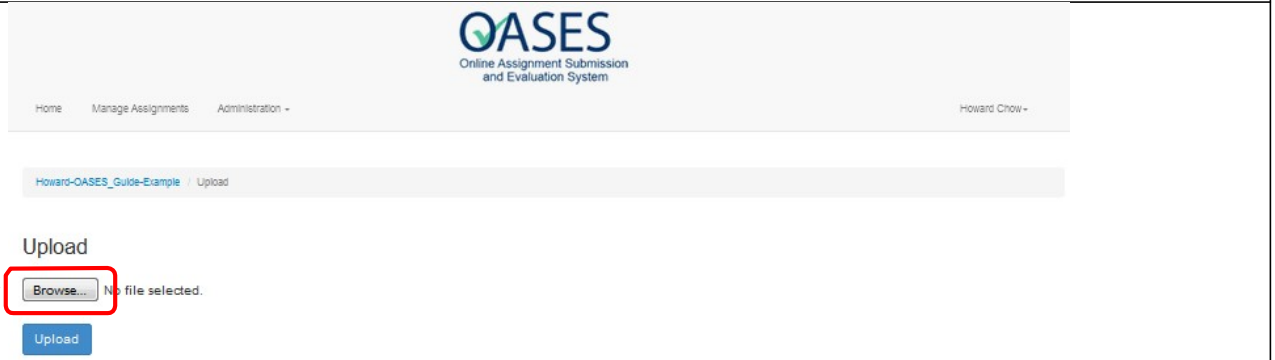 OASES
Online Assignment Submission
and Evaluation System
Home Manage Assignments Administration Howard Chow
Howard-OASES_Guide-Example / Upload
Upload
Browse... No file selected.
Upload